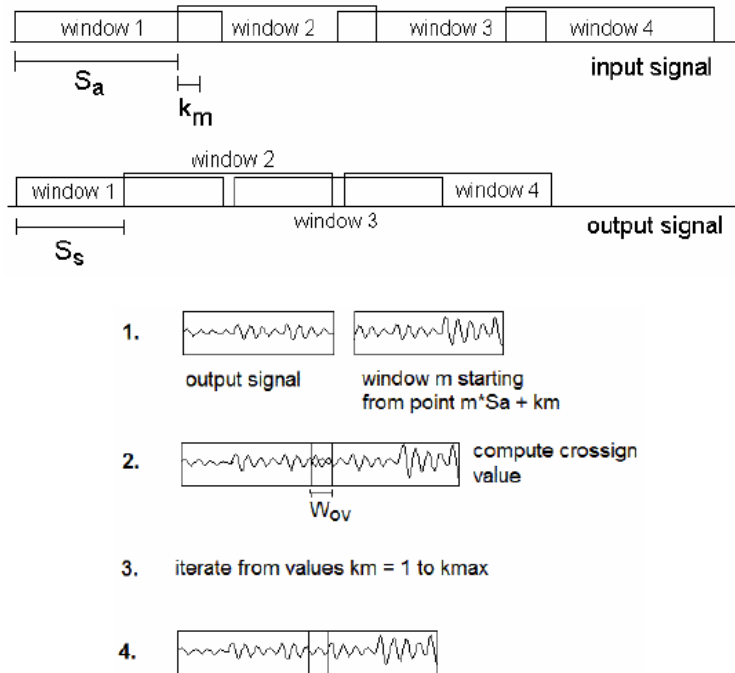 window 1 window 2 window 3 window 4
input signal
Sa
km
window 2
window 1 window 4
window 3
output signal
Ss
1.
output signal
window m starting
from point m*Sa + km
2.
compute crossign
value
Wov
3. iterate from values km = 1 to kmax
4.